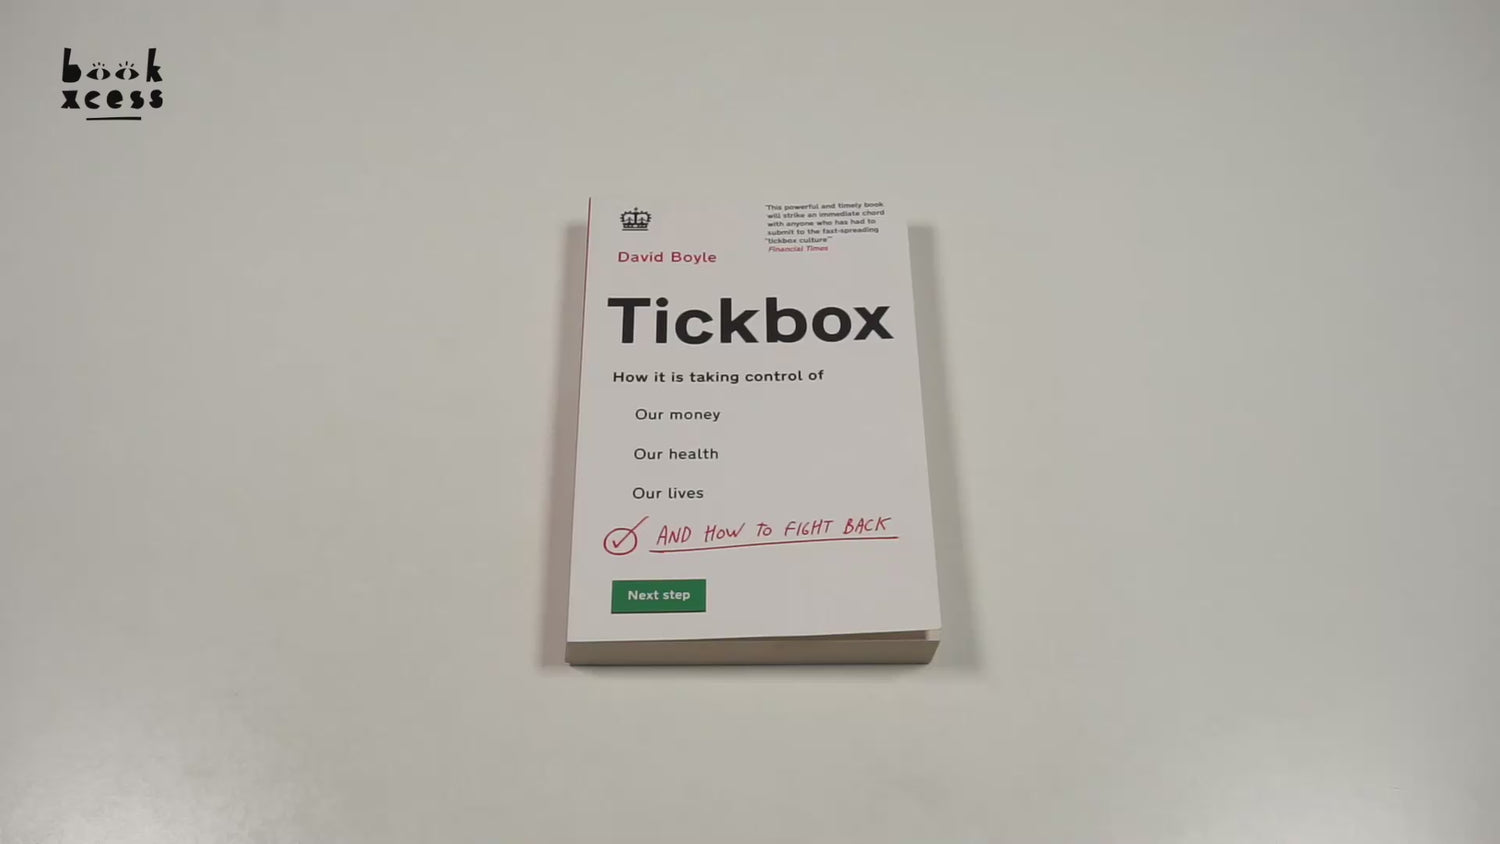 book
xcess
David Boyle
'This powerful and timely book
will strike an immediate chord
with anyone who has had to
submit to the fast-spreading
"tickbox culture"'
Financial Times
Tickbox
How it is taking control of
Our money
Our health
Our lives
AND HOW TO FIGHT BACK
Next step